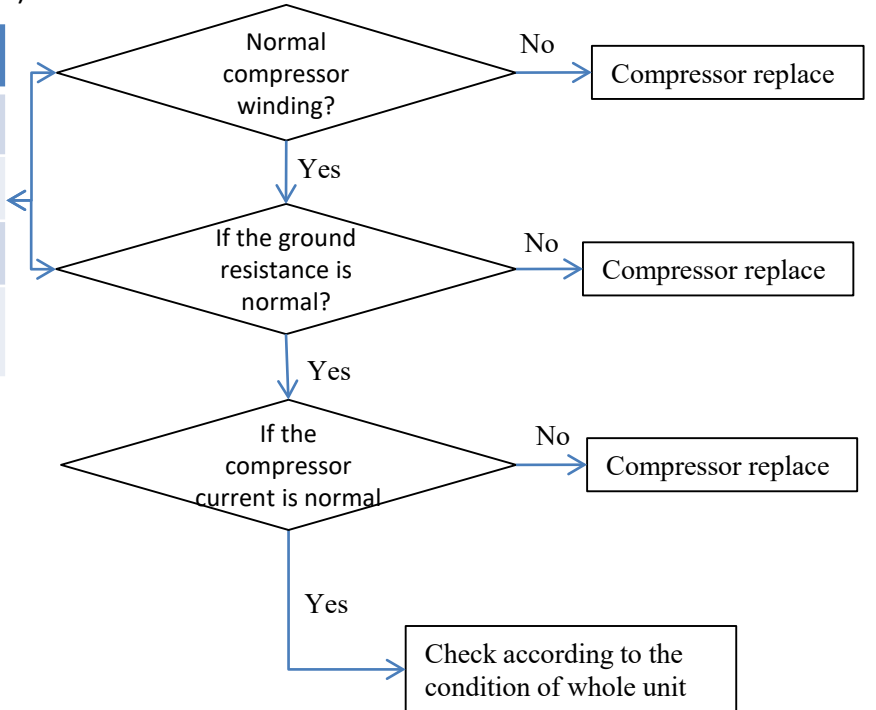 Normal
compressor
winding?
No
Compressor replace
Yes
If the ground
resistance is
normal?
No
Compressor replace
Yes
If the
compressor
current is normal
No
Compressor replace
Yes
Check according to the
condition of whole unit